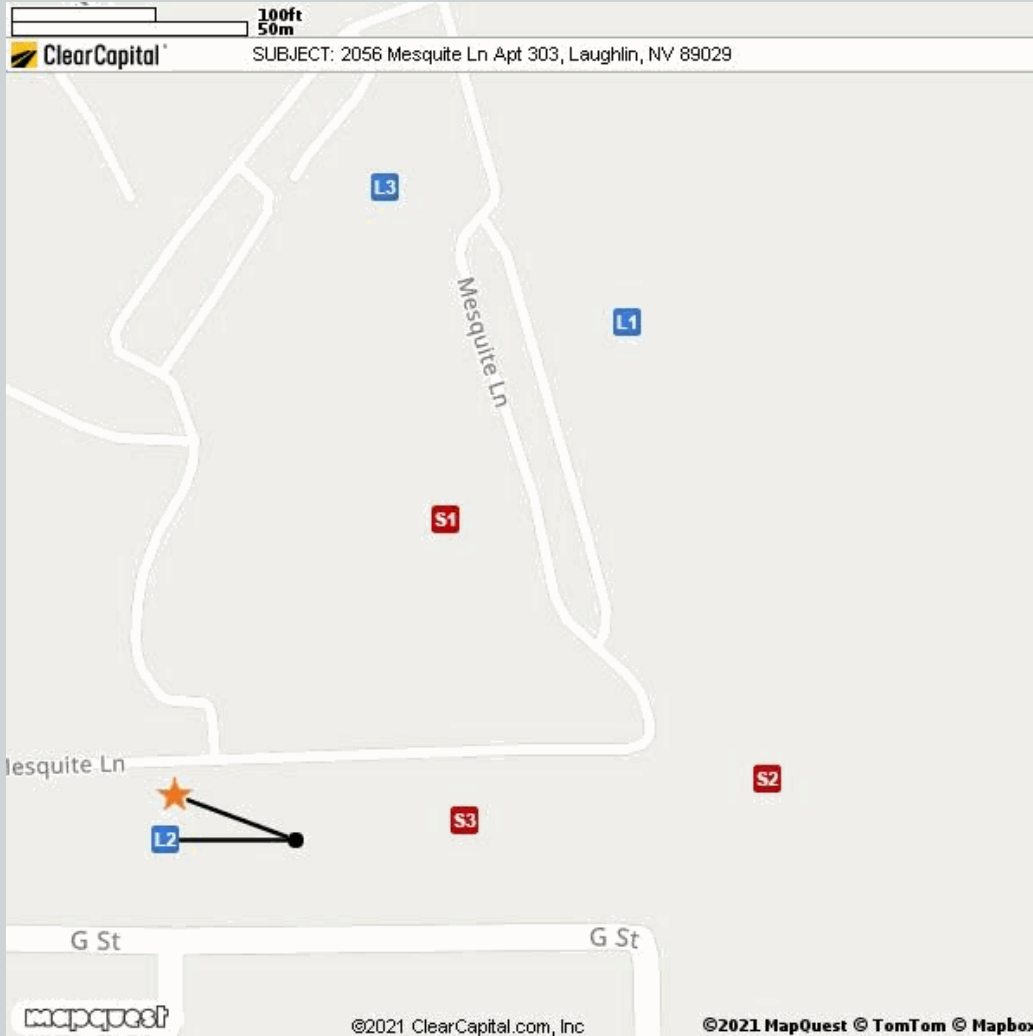 100ft
50m
ClearCapital
SUBJECT: 2056 Mesquite Ln Apt 303, Laughlin, NV 89029
L3
L1
Mesquite Ln
S1
Mesquite Ln
S2
S3
L2
G St
G St
mapquest
©2021 ClearCapital.com, Inc
©2021 MapQuest © TomTom © Mapbox